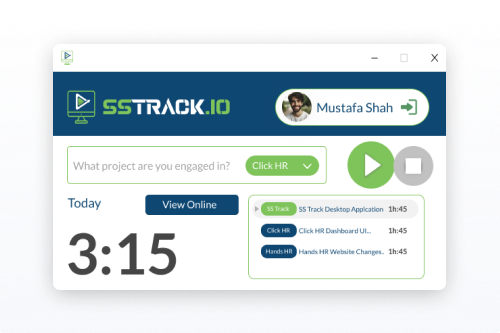 SSTRACK.IO
Mustafa Shah
What project are you engaged in?
Click HR
Today
View Online
3:15
SS Track SS Track Desktop Application 1h:45
Click HR Click HR Dashboard UI... 1h:45
Hands HR Hands HR Website Changes.. 1h:45